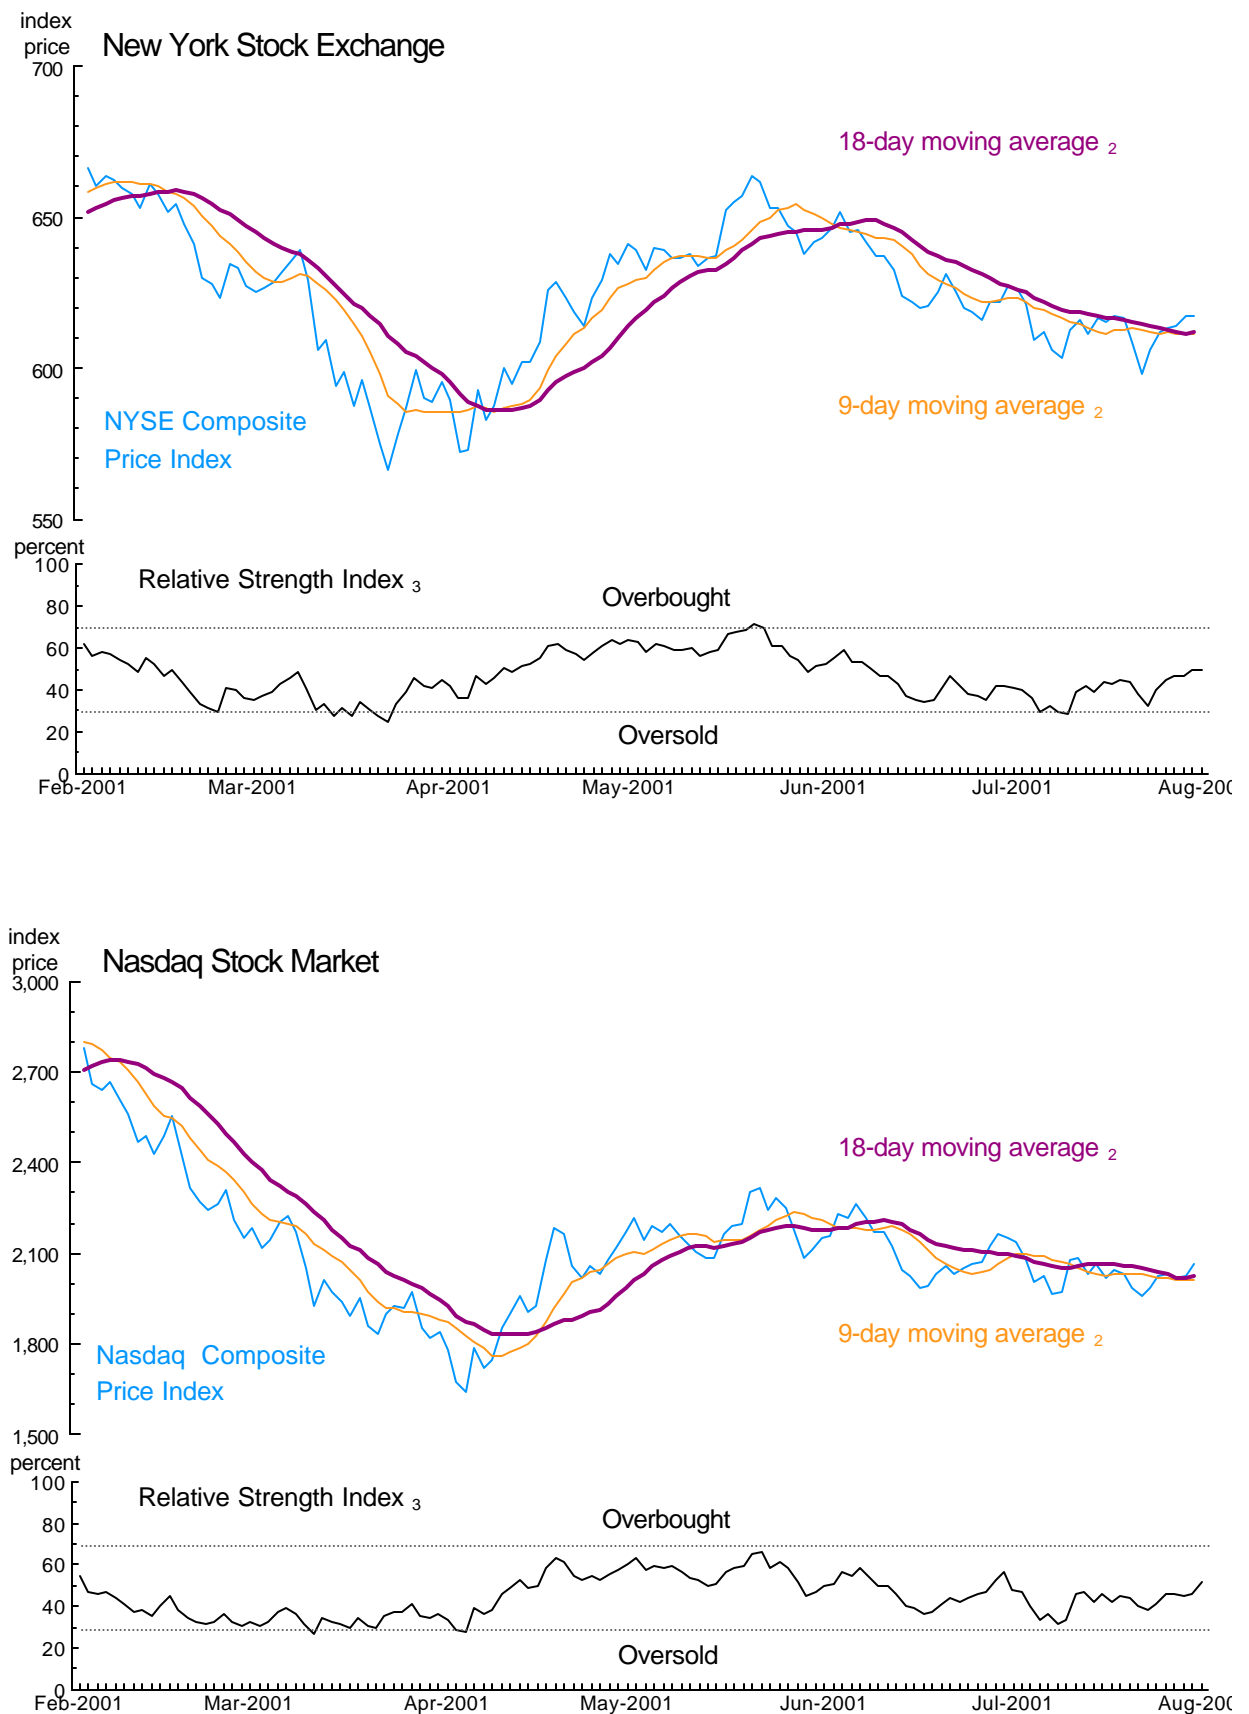 index
price
New York Stock Exchange
700
18-day moving average 2
650
600
9-day moving average 2
NYSE Composite
Price Index
550
percent
100
Relative Strength Index 3
Overbought
80
60
40
20
Oversold
0
Feb-2001 Mar-2001 Apr-2001 May-2001 Jun-2001 Jul-2001 Aug-200
index
price
Nasdaq Stock Market
3,000
2,700
2,400
18-day moving average 2
2,100
1,800
9-day moving average 2
Nasdaq Composite
Price Index
1,500
percent
100
Relative Strength Index 3
Overbought
80
60
40
20
Oversold
0
Feb-2001 Mar-2001 Apr-2001 May-2001 Jun-2001 Jul-2001 Aug-200